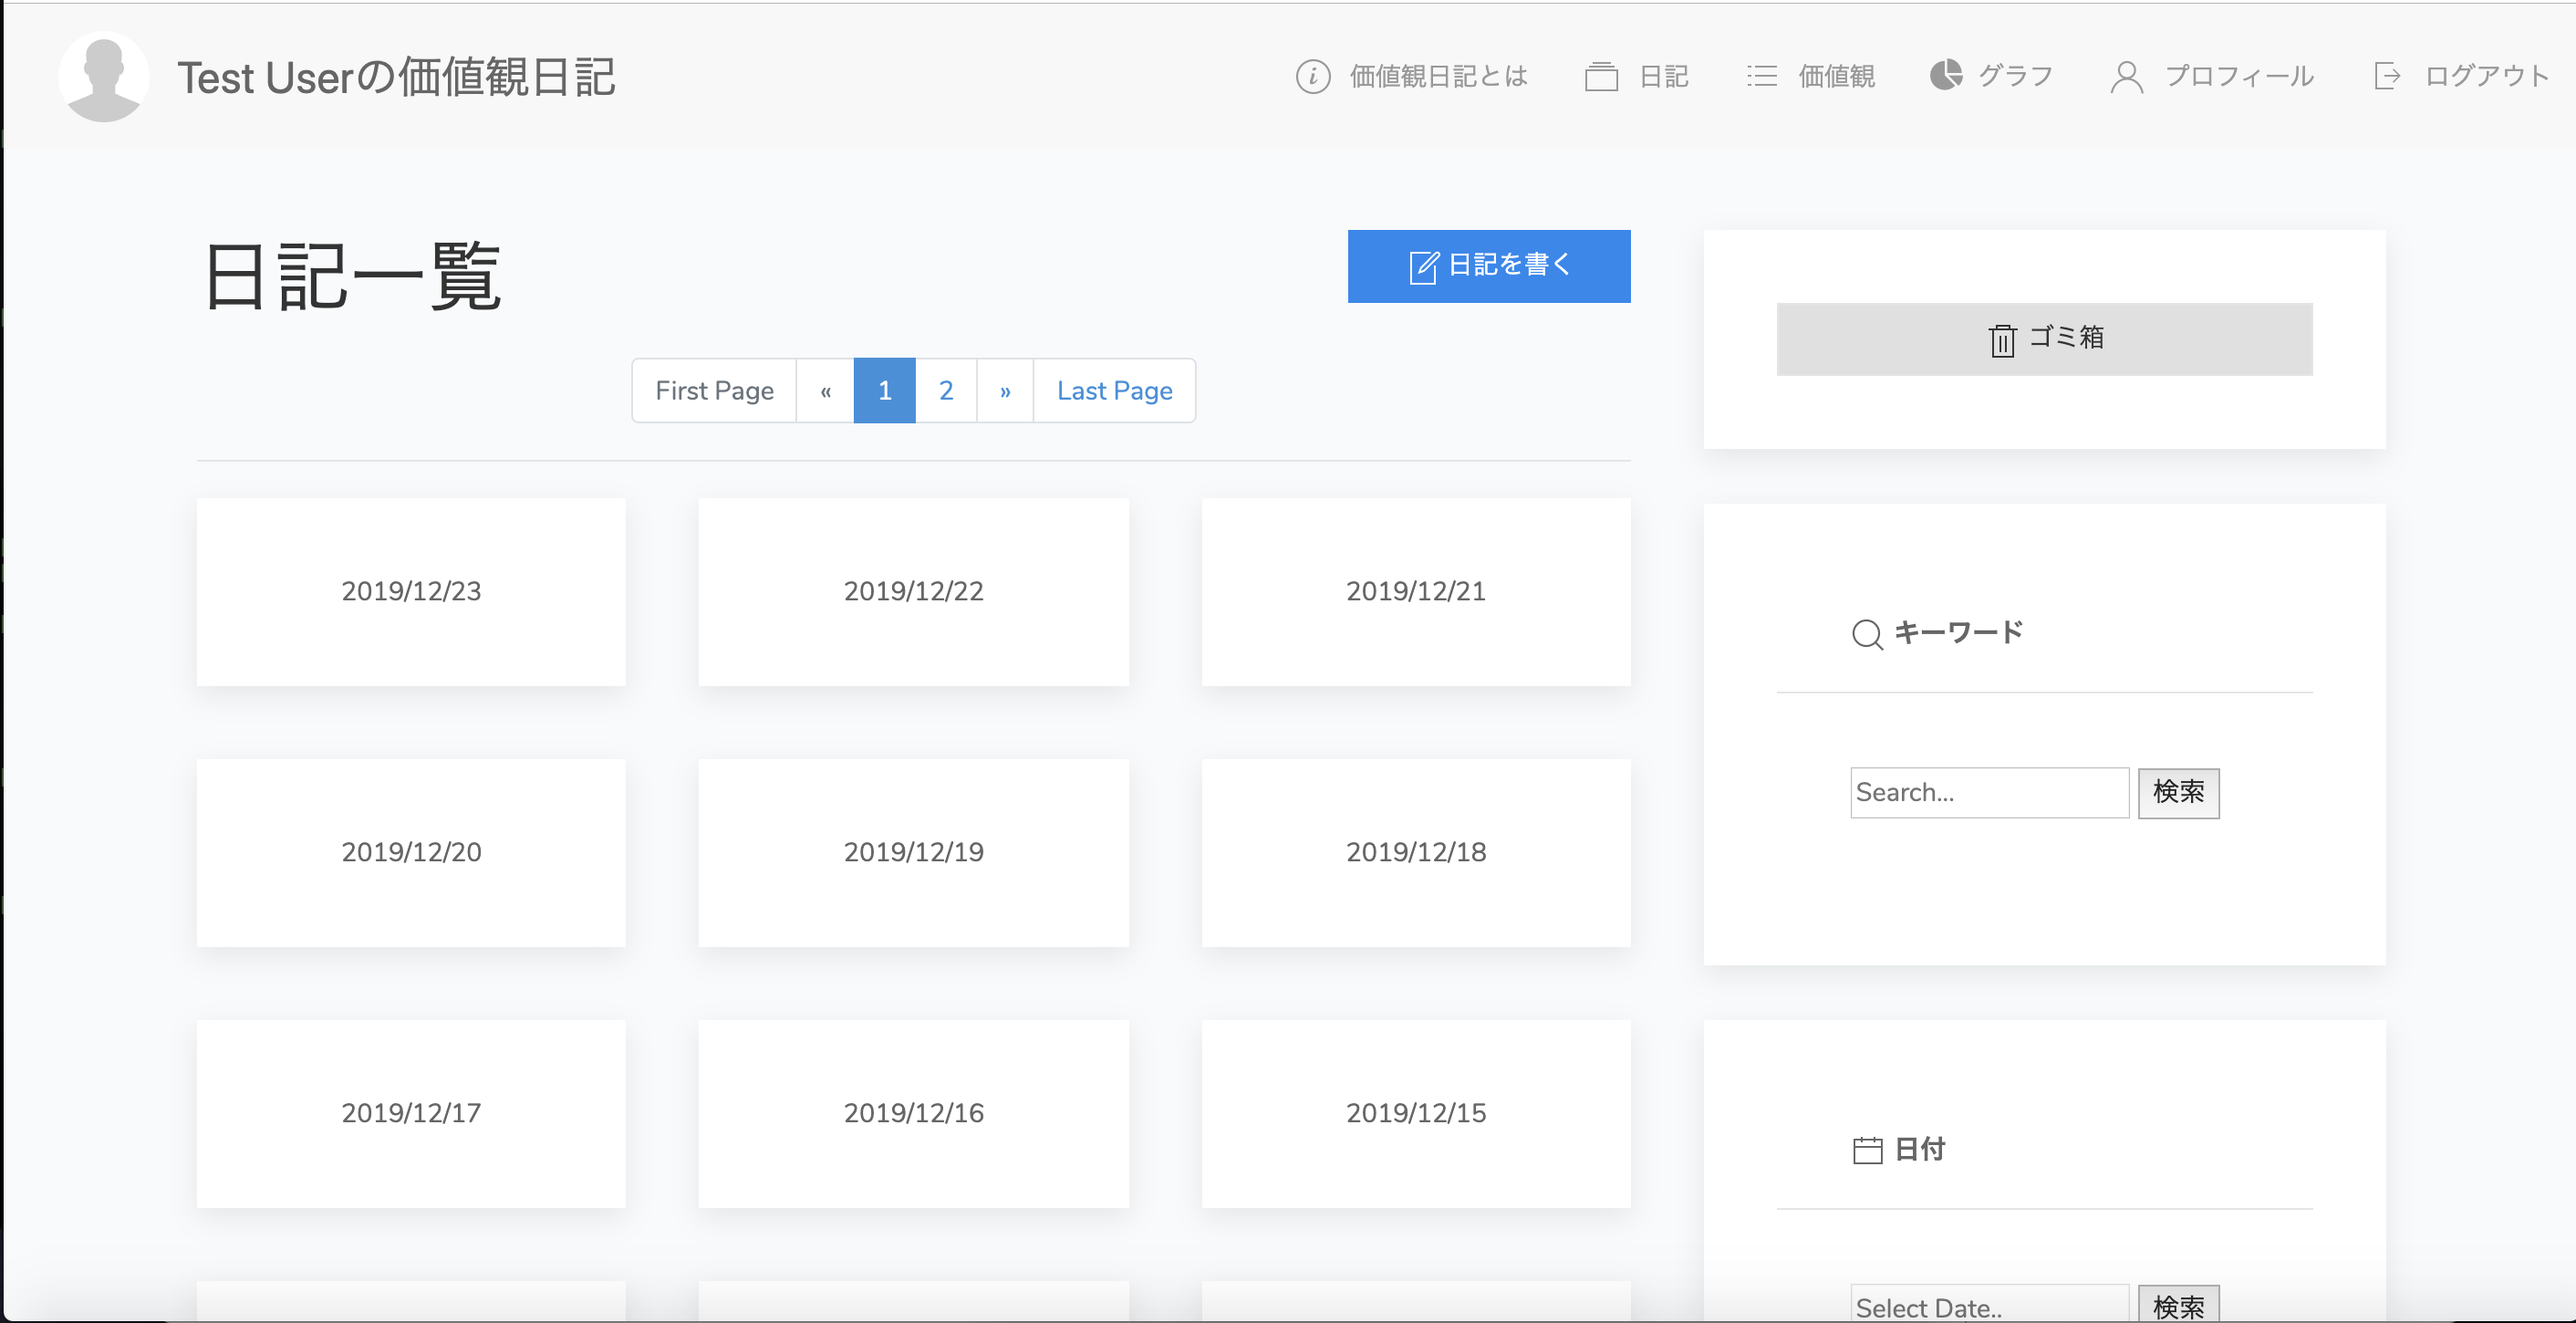 Test Userの価値観日記
価値観日記とは
日記
価値観
グラフ
プロフィール
ログアウト
日記一覧
日記を書く
First Page « 1 2 » Last Page
2019/12/23 2019/12/22 2019/12/21
2019/12/20 2019/12/19 2019/12/18
2019/12/17 2019/12/16 2019/12/15
ゴミ箱
キーワード
Search... 検索
日付
Select Date.. 検索